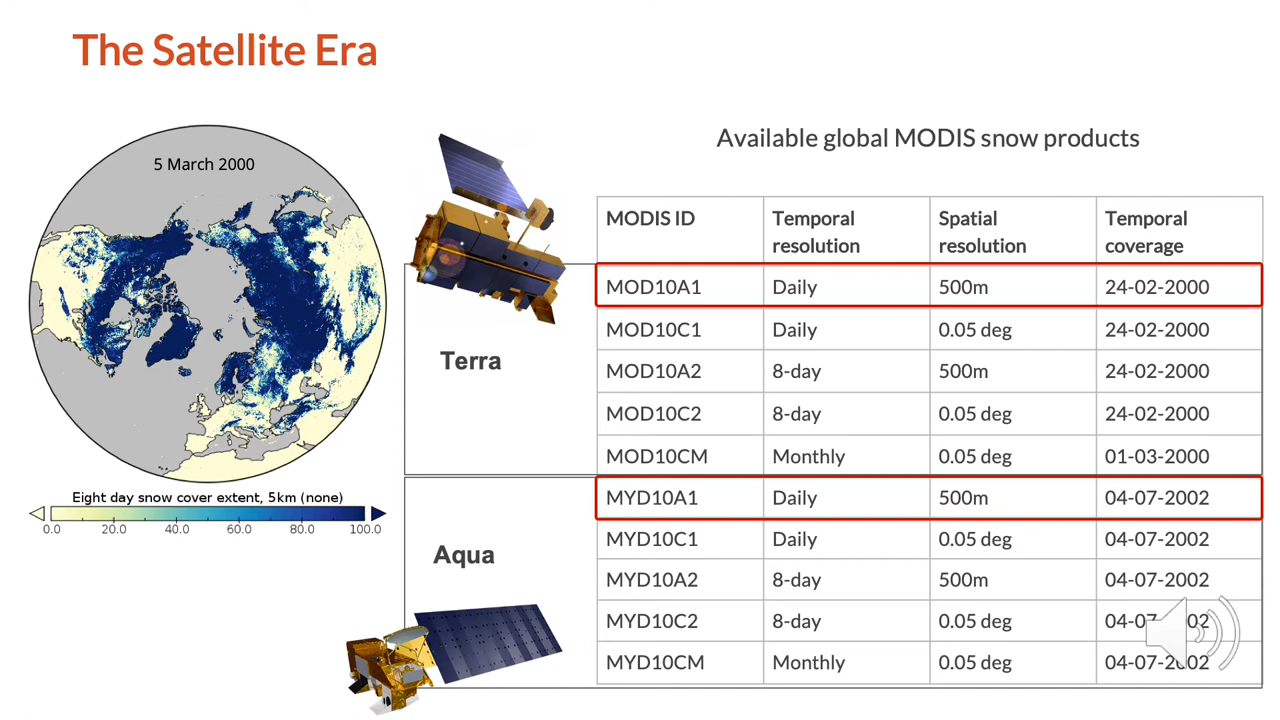 The Satellite Era
5 March 2000
Eight day snow cover extent, 5km (none)
0.0 20.0 40.0 60.0 80.0 100.0
Available global MODIS snow products
MODIS ID Temporal resolution Spatial resolution Temporal coverage
Terra
MOD10A1 Daily 500m 24-02-2000
MOD10C1 Daily 0.05 deg 24-02-2000
MOD10A2 8-day 500m 24-02-2000
MOD10C2 8-day 0.05 deg 24-02-2000
MOD10CM Monthly 0.05 deg 01-03-2000
Aqua
MYD10A1 Daily 500m 04-07-2002
MYD10C1 Daily 0.05 deg 04-07-2002
MYD10A2 8-day 500m 04-07-2002
MYD10C2 8-day 0.05 deg
MYD10CM Monthly 0.05 deg 04-07-2002